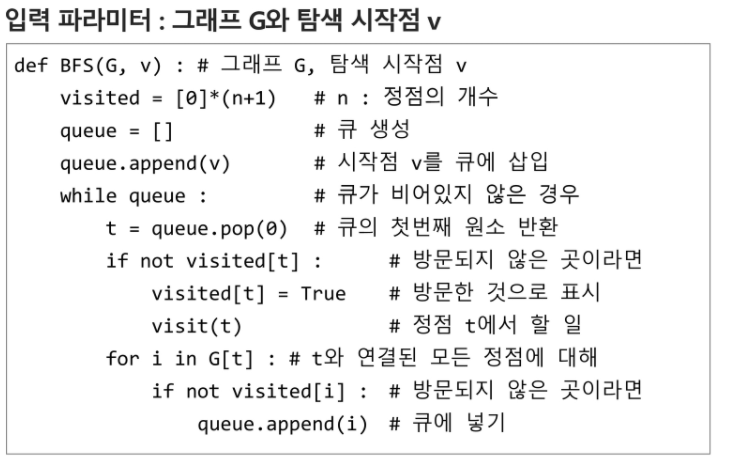 입력 파라미터 : 그래프 G와 탐색 시작점 v
def BFS(G, v) : # 그래프 G, 탐색 시작점 v
    visited = [0]*(n+1)   # n : 정점의 개수
    queue = []            # 큐 생성
    queue.append(v)       # 시작점 v를 큐에 삽입
    while queue :         # 큐가 비어있지 않은 경우
        t = queue.pop(0)  # 큐의 첫번째 원소 반환
        if not visited[t] :      # 방문되지 않은 곳이라면
            visited[t] = True    # 방문한 것으로 표시
            visit(t)             # 정점 t에서 할 일
        for i in G[t] : # t와 연결된 모든 정점에 대해
            if not visited[i] :  # 방문되지 않은 곳이라면
                queue.append(i)  # 큐에 넣기